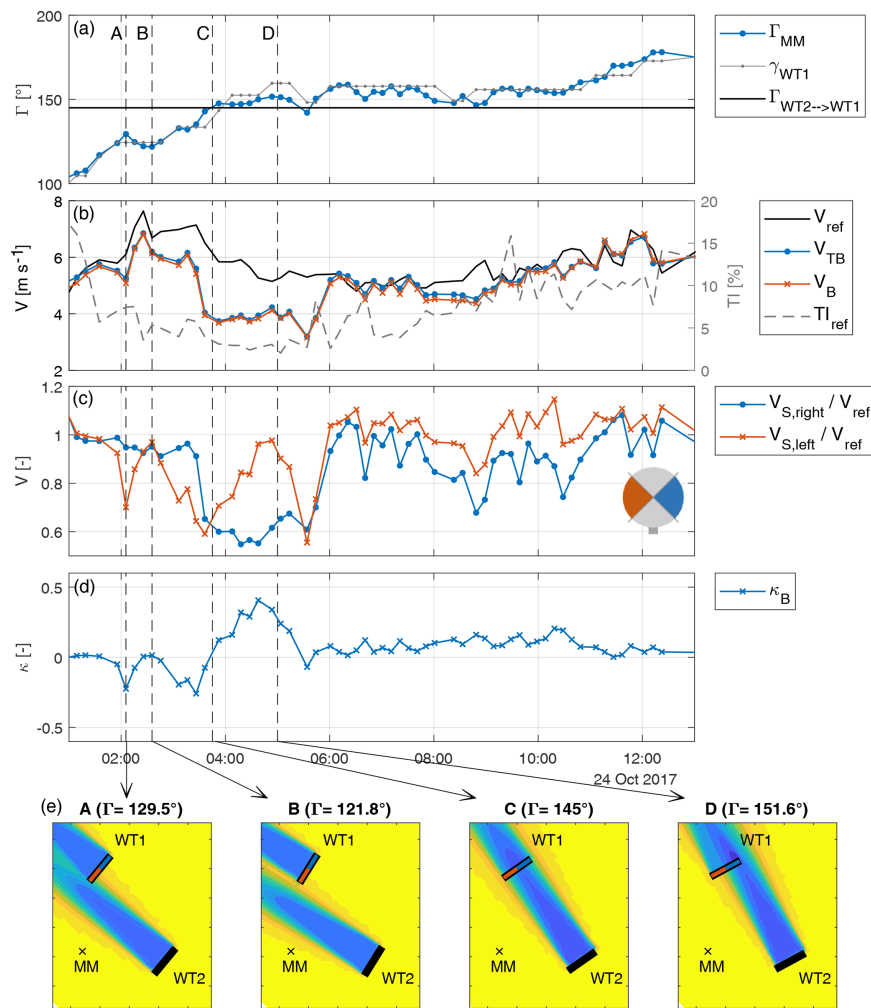 (a)
A
B
C
D
200
150
100
Γ [°]
Γ_MM
γ_WT1
Γ_WT2-->WT1
(b)
8
6
4
2
V [m s⁻¹]
20
15
10
5
0
TI [%]
V_ref
V_TB
V_B
TI_ref
(c)
1.2
1
0.8
0.6
V [-]
V_S,right / V_ref
V_S,left / V_ref
(d)
0.5
0
-0.5
κ [-]
κ_B
02:00 04:00 06:00 08:00 10:00 12:00
24 Oct 2017
(e)
A (Γ= 129.5°)
WT1
MM
WT2
B (Γ= 121.8°)
WT1
MM
WT2
C (Γ= 145°)
WT1
MM
WT2
D (Γ= 151.6°)
WT1
MM
WT2